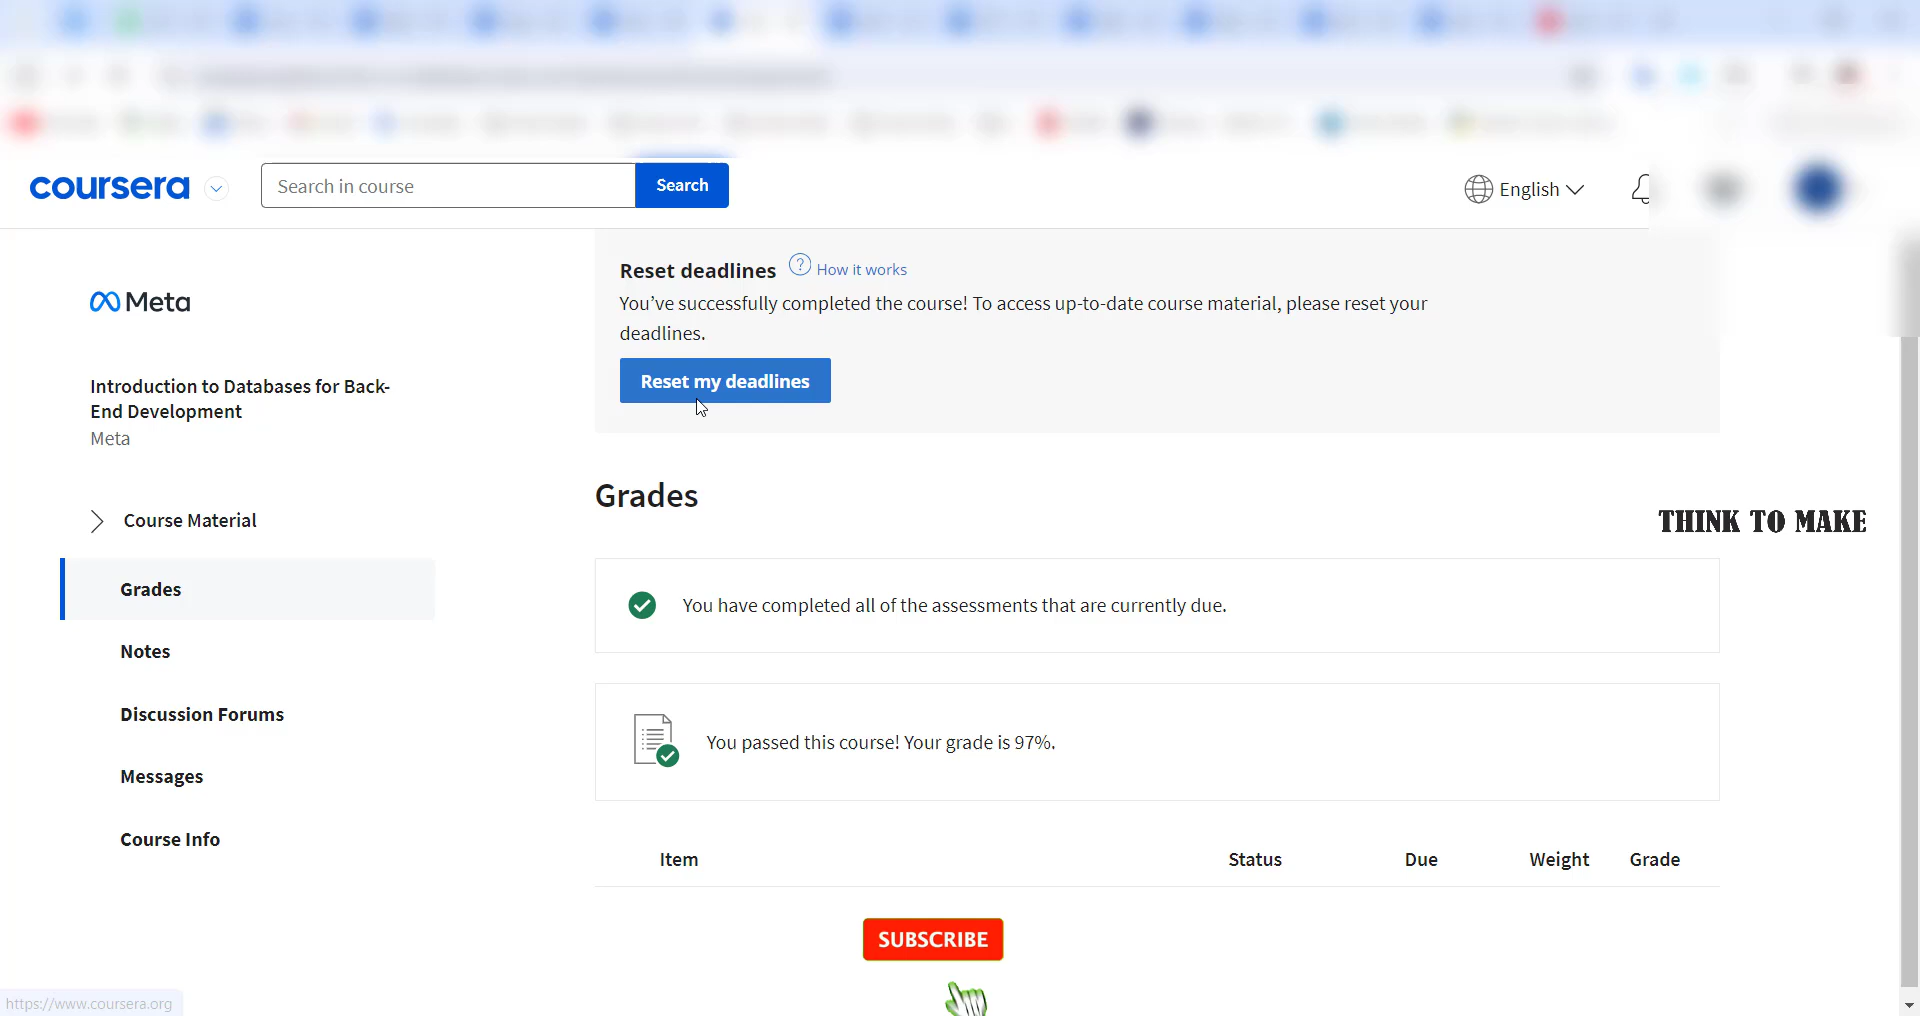 coursera
Search in course
Search
English
Meta
Introduction to Databases for Back-
End Development
Meta
Course Material
Grades
Notes
Discussion Forums
Messages
Course Info
Reset deadlines
? How it works
You’ve successfully completed the course! To access up-to-date course material, please reset your
deadlines.
Reset my deadlines
Grades
THINK TO MAKE
You have completed all of the assessments that are currently due.
You passed this course! Your grade is 97%.
Item Status Due Weight Grade
SUBSCRIBE
https://www.coursera.org